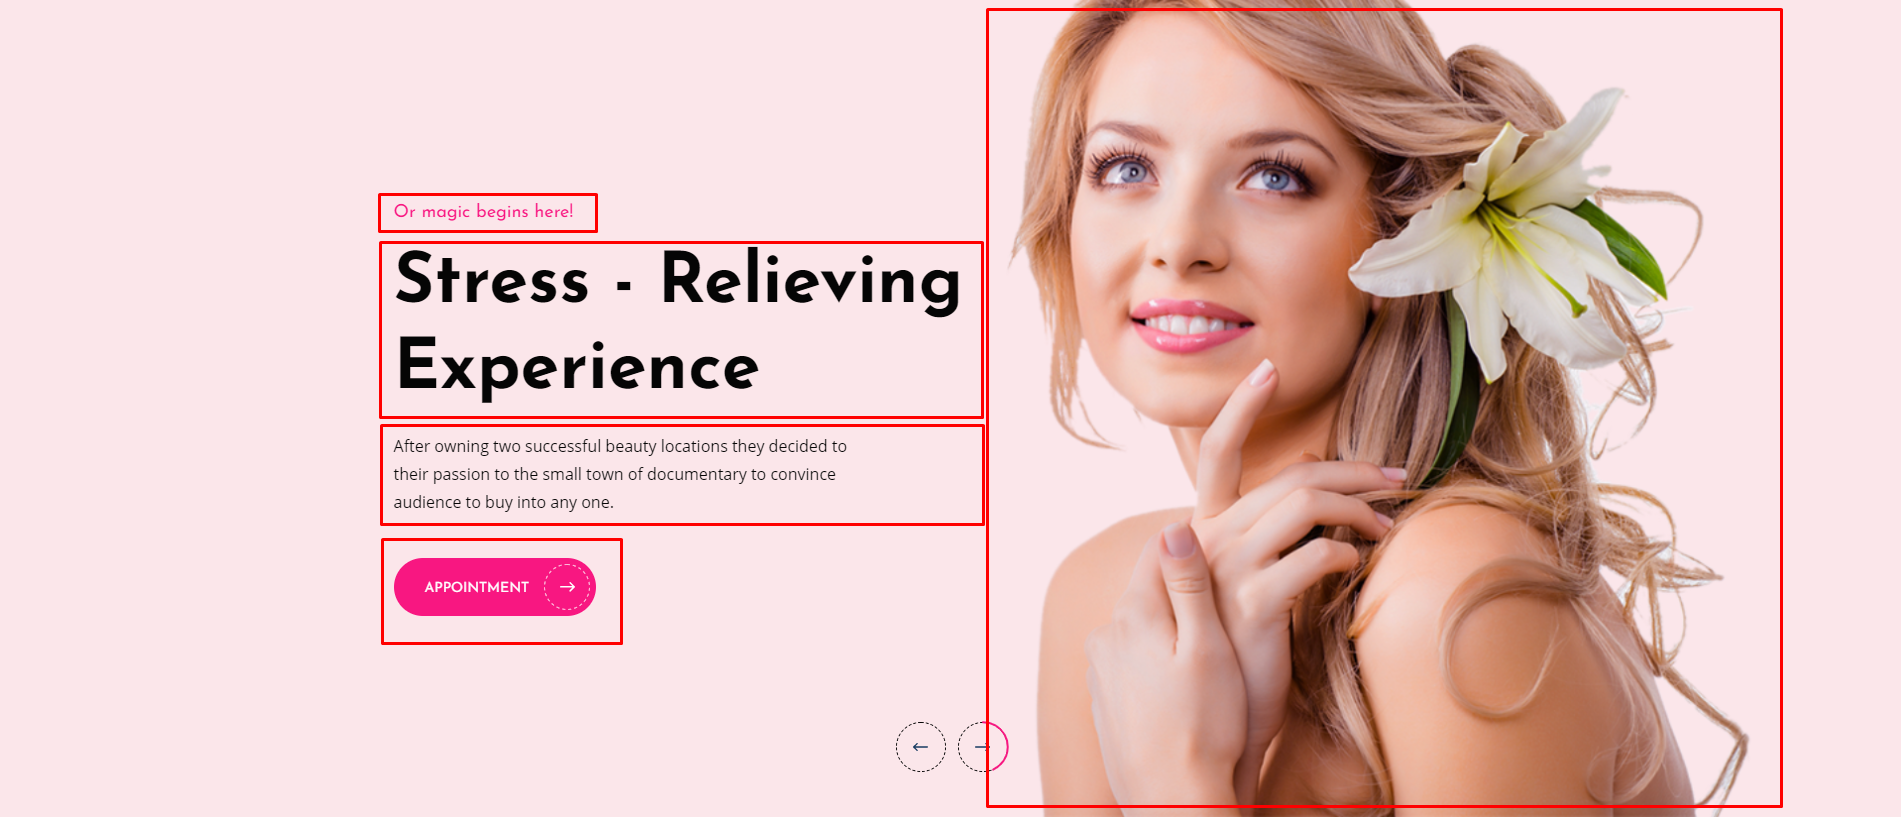 Or magic begins here!
Stress - Relieving
Experience
After owning two successful beauty locations they decided to
their passion to the small town of documentary to convince
audience to buy into any one.
APPOINTMENT